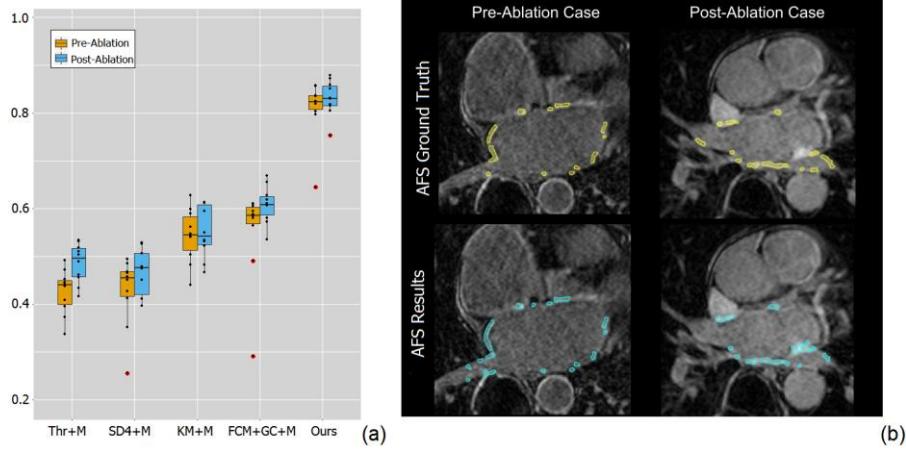 1.0
0.8
0.6
0.4
0.2
Pre-Ablation
Post-Ablation
Thr+M SD4+M KM+M FCM+GC+M Ours
(a)
Pre-Ablation Case Post-Ablation Case
AFS Ground Truth
AFS Results
(b)